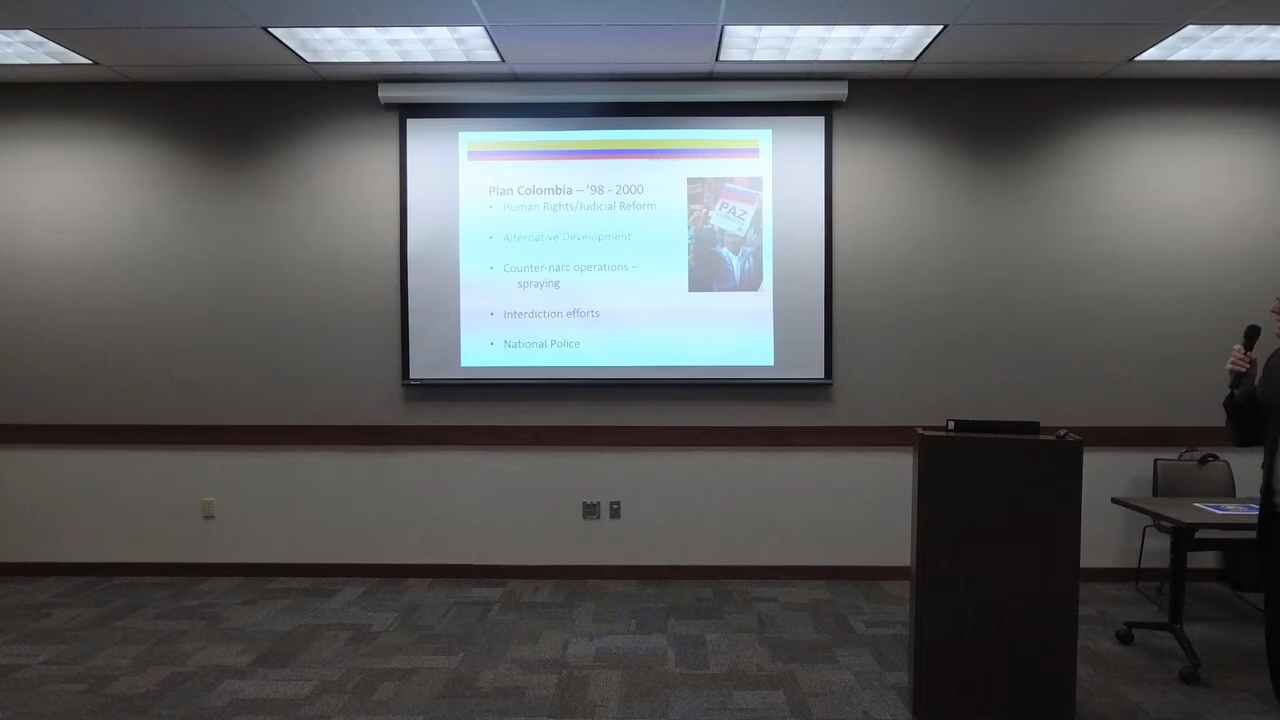 Plan Colombia – ’98 - 2000
• Human Rights/Judicial Reform
• Alternative Development
• Counter-narc operations –
spraying
• Interdiction efforts
• National Police
PAZ